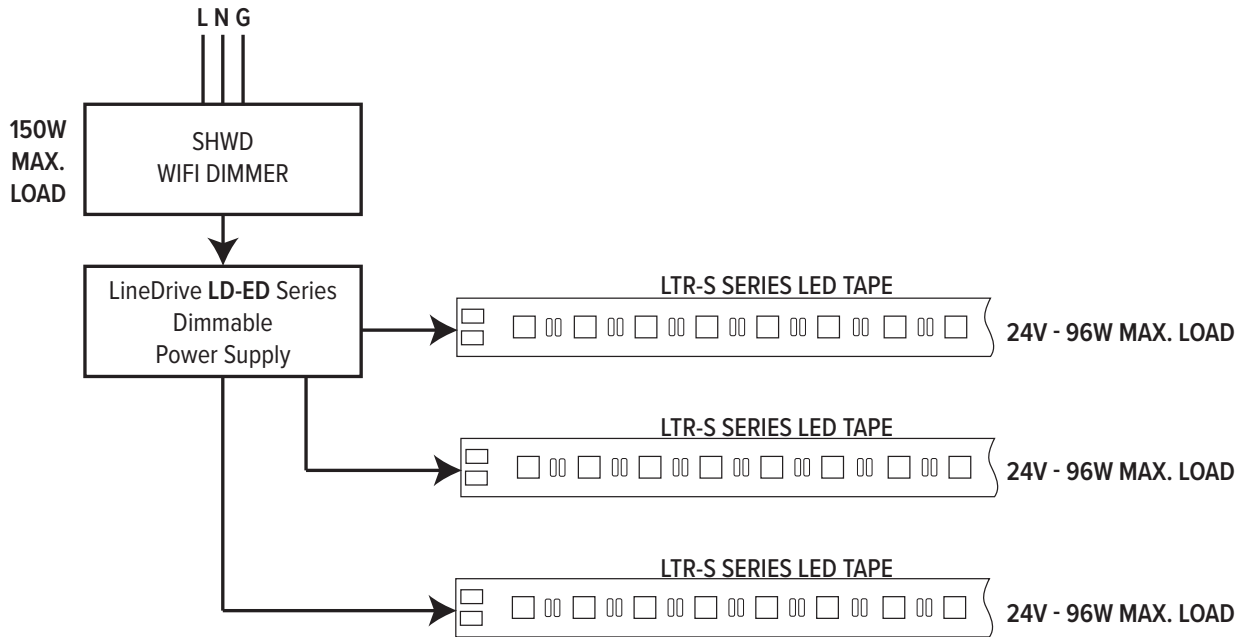 L N G
150W
MAX.
LOAD
SHWD
WIFI DIMMER
LineDrive LD-ED Series
Dimmable
Power Supply
LTR-S SERIES LED TAPE
24V - 96W MAX. LOAD
LTR-S SERIES LED TAPE
24V - 96W MAX. LOAD
LTR-S SERIES LED TAPE
24V - 96W MAX. LOAD